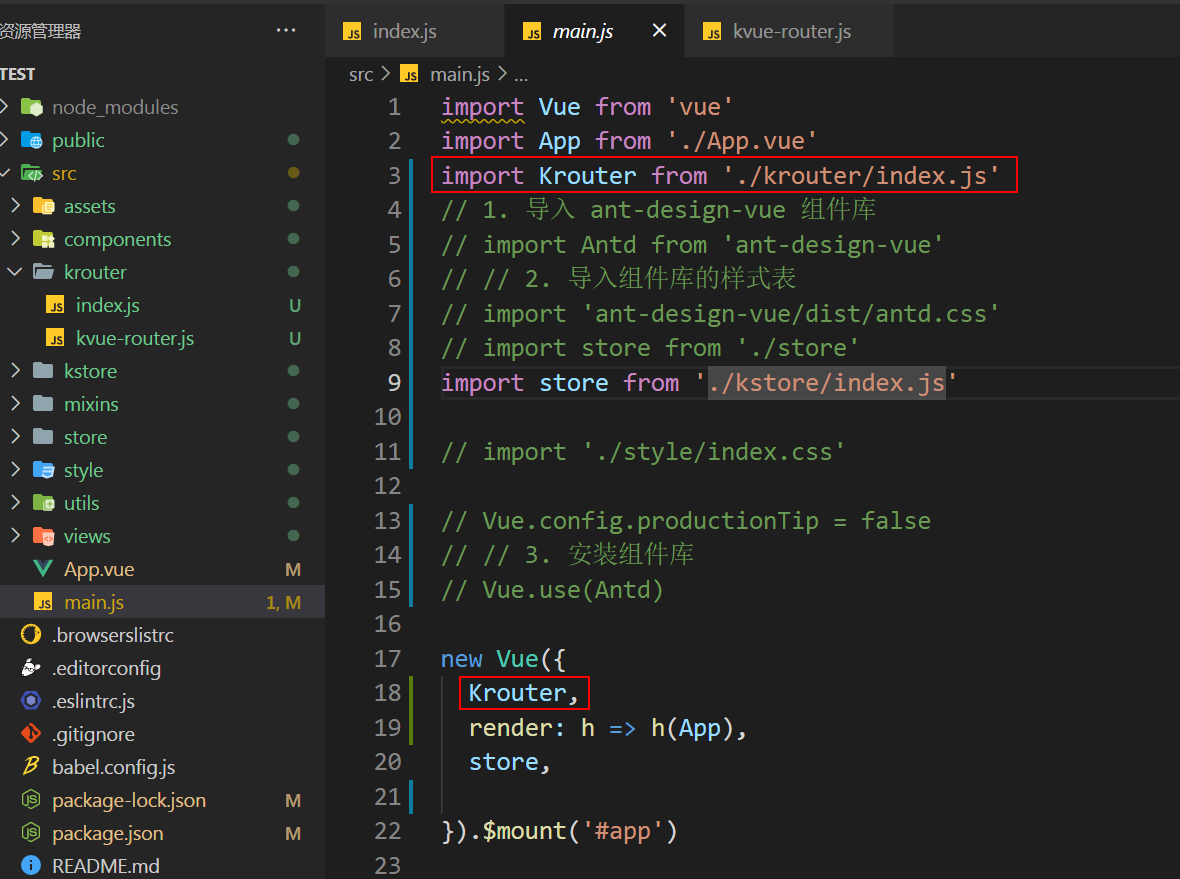 资源管理器
···
TEST
node_modules
public
src
assets
components
krouter
index.js U
kvue-router.js U
kstore
mixins
store
style
utils
views
App.vue M
main.js 1, M
.browserslistrc
.editorconfig
.eslintrc.js
.gitignore
babel.config.js
package-lock.json M
package.json M
README.md
JS index.js
JS main.js ×
JS kvue-router.js
src > JS main.js > ...
1 import Vue from 'vue'
2 import App from './App.vue'
3 import Krouter from './krouter/index.js'
4 // 1. 导入 ant-design-vue 组件库
5 // import Antd from 'ant-design-vue'
6 // // 2. 导入组件库的样式表
7 // import 'ant-design-vue/dist/antd.css'
8 // import store from './store'
9 import store from './kstore/index.js'
10
11 // import './style/index.css'
12
13 // Vue.config.productionTip = false
14 // // 3. 安装组件库
15 // Vue.use(Antd)
16
17 new Vue({
18 Krouter,
19 render: h => h(App),
20 store,
21
22 }).$mount('#app')
23